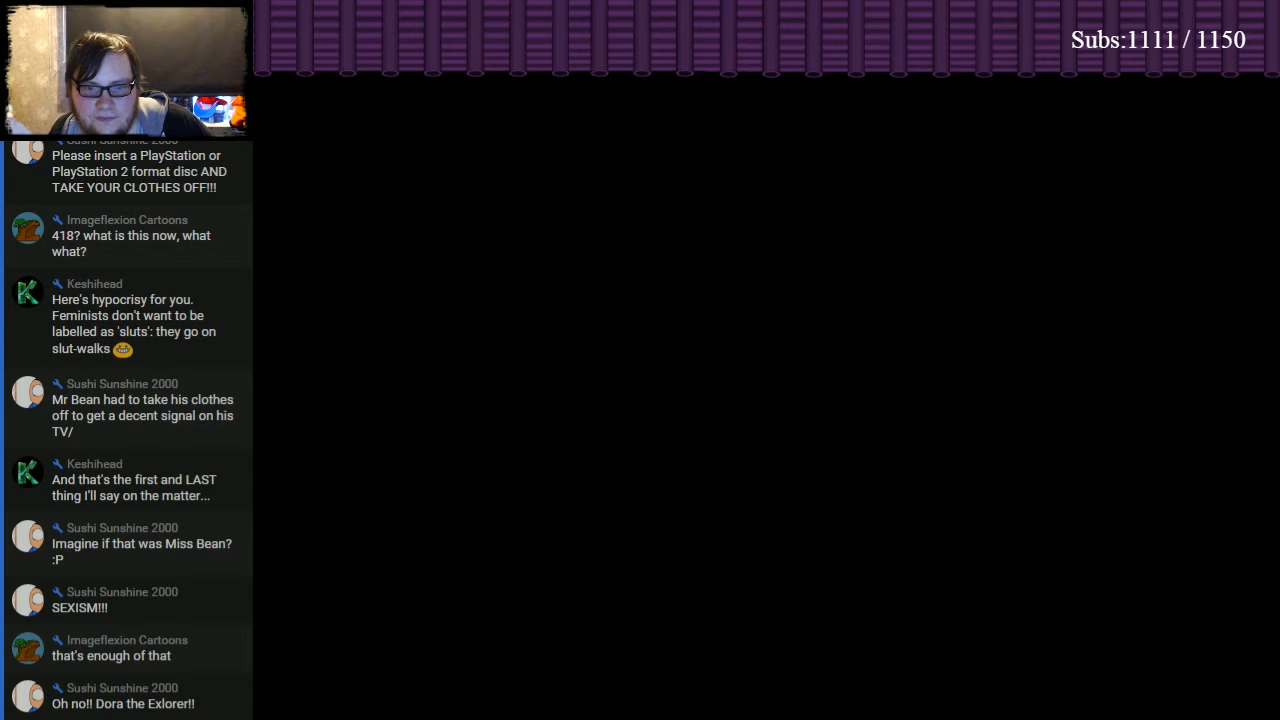 Subs:1111 / 1150
Sushi Sunshine 2000
Please insert a PlayStation or
PlayStation 2 format disc AND
TAKE YOUR CLOTHES OFF!!!
Imageflexion Cartoons
418? what is this now, what
what?
Keshihead
Here's hypocrisy for you.
Feminists don't want to be
labelled as 'sluts': they go on
slut-walks
Sushi Sunshine 2000
Mr Bean had to take his clothes
off to get a decent signal on his
TV/
Keshihead
And that's the first and LAST
thing I'll say on the matter...
Sushi Sunshine 2000
Imagine if that was Miss Bean?
:P
Sushi Sunshine 2000
SEXISM!!!
Imageflexion Cartoons
that's enough of that
Sushi Sunshine 2000
Oh no!! Dora the Exlorer!!